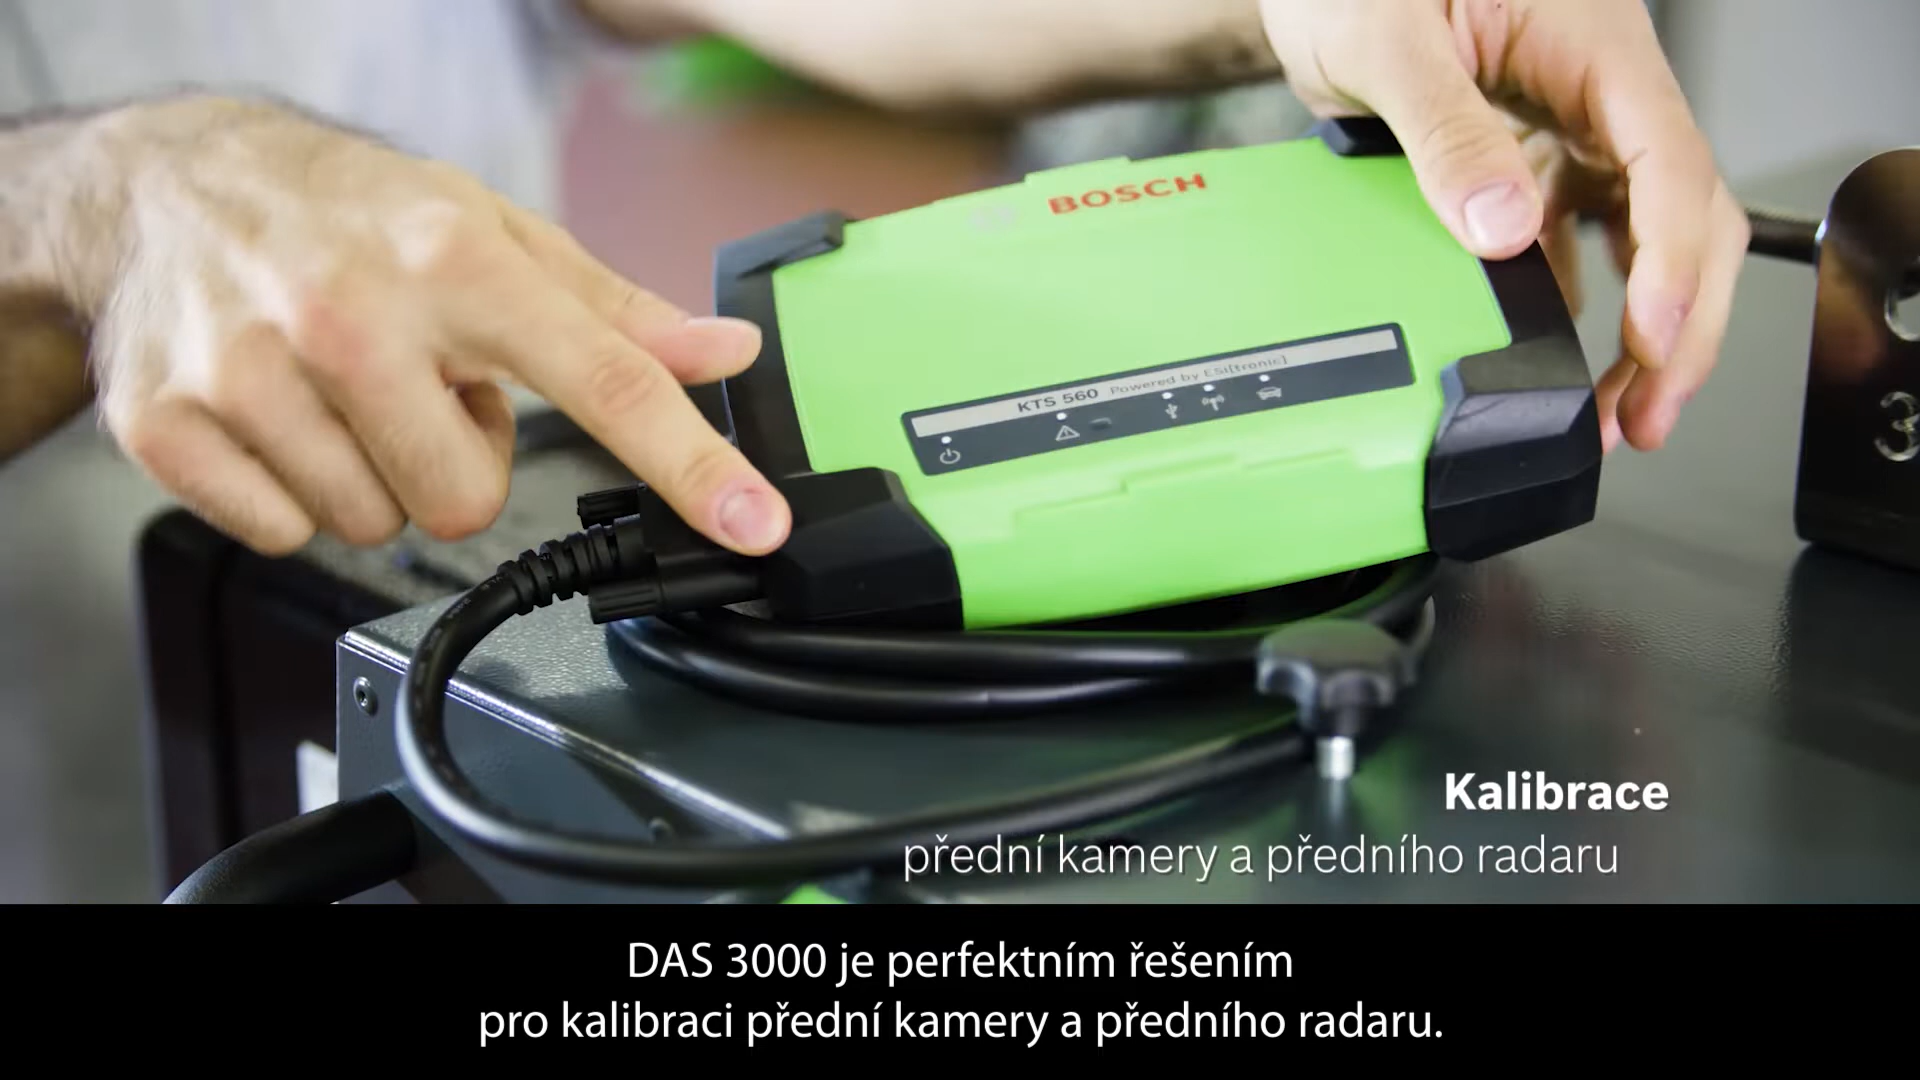 BOSCH
KTS 560 Powered by ESI[tronic]
3
Kalibrace
přední kamery a předního radaru
DAS 3000 je perfektním řešením
pro kalibraci přední kamery a předního radaru.